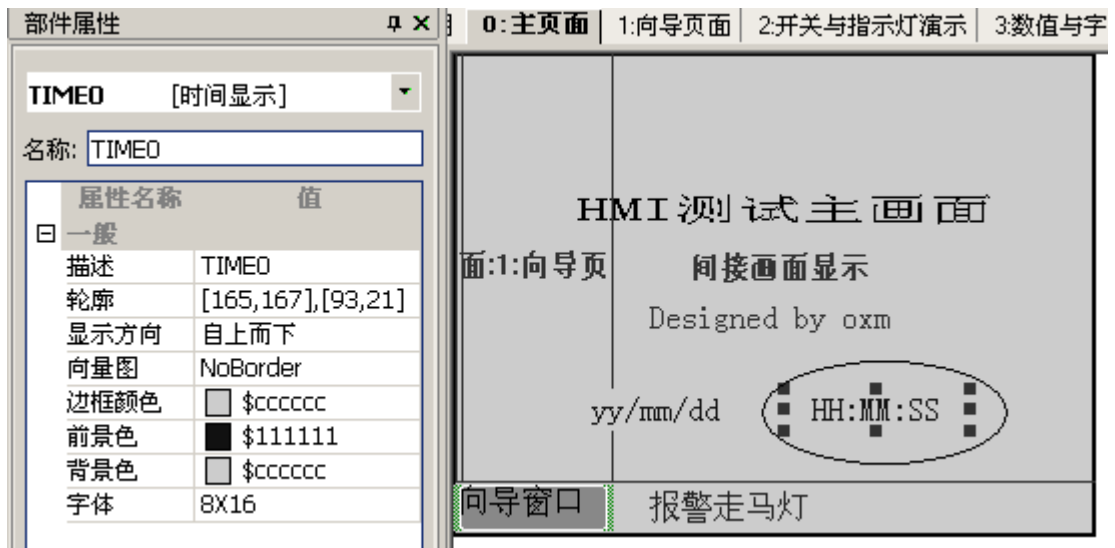 部件属性
0:主页面 1:向导页面 2:开关与指示灯演示 3:数值与字
TIME0 [时间显示]
名称: TIME0
属性名称 值
一般
描述 TIME0
轮廓 [165,167],[93,21]
显示方向 自上而下
向量图 NoBorder
边框颜色 $cccccc
前景色 $111111
背景色 $cccccc
字体 8X16
HMI测试主画面
面:1:向导页 间接画面显示
Designed by oxm
yy/mm/dd HH:MM:SS
向导窗口 报警走马灯